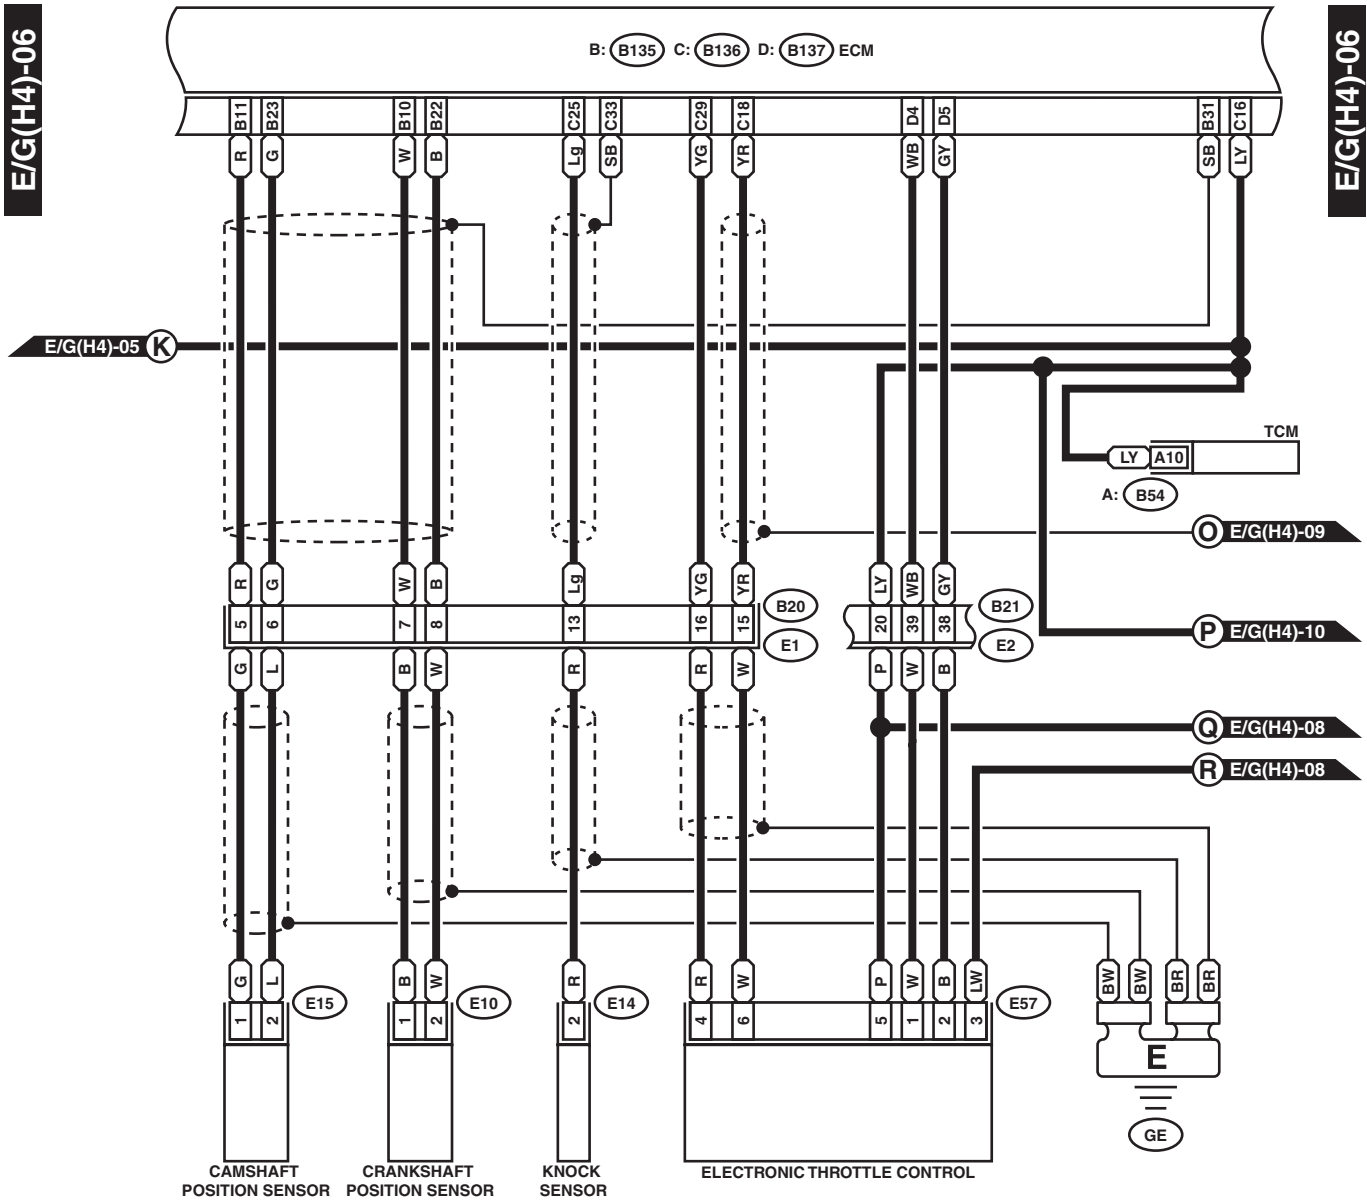 E/G(H4)-06
E/G(H4)-06
B: B135 C: B136 D: B137 ECM
B11 B23 B10 B22 C25 C33 C29 C18 D4 D5 B31 C16
R G W B Lg SB YG YR WB GY SB LY
E/G(H4)-05 K
TCM
LY A10
A: B54
O E/G(H4)-09
R G W B Lg YG YR LY WB GY
B20 B21
5 6 7 8 13 16 15 20 39 38
P E/G(H4)-10
E1 E2
G L B W R R W P W B
Q E/G(H4)-08
R E/G(H4)-08
G L B W R R W P W B LW BW BW BR BR
E15 E10 E14 E57
1 2 1 2 2 4 6 5 1 2 3
E
GE
CAMSHAFT
POSITION SENSOR
CRANKSHAFT
POSITION SENSOR
KNOCK
SENSOR
ELECTRONIC THROTTLE CONTROL